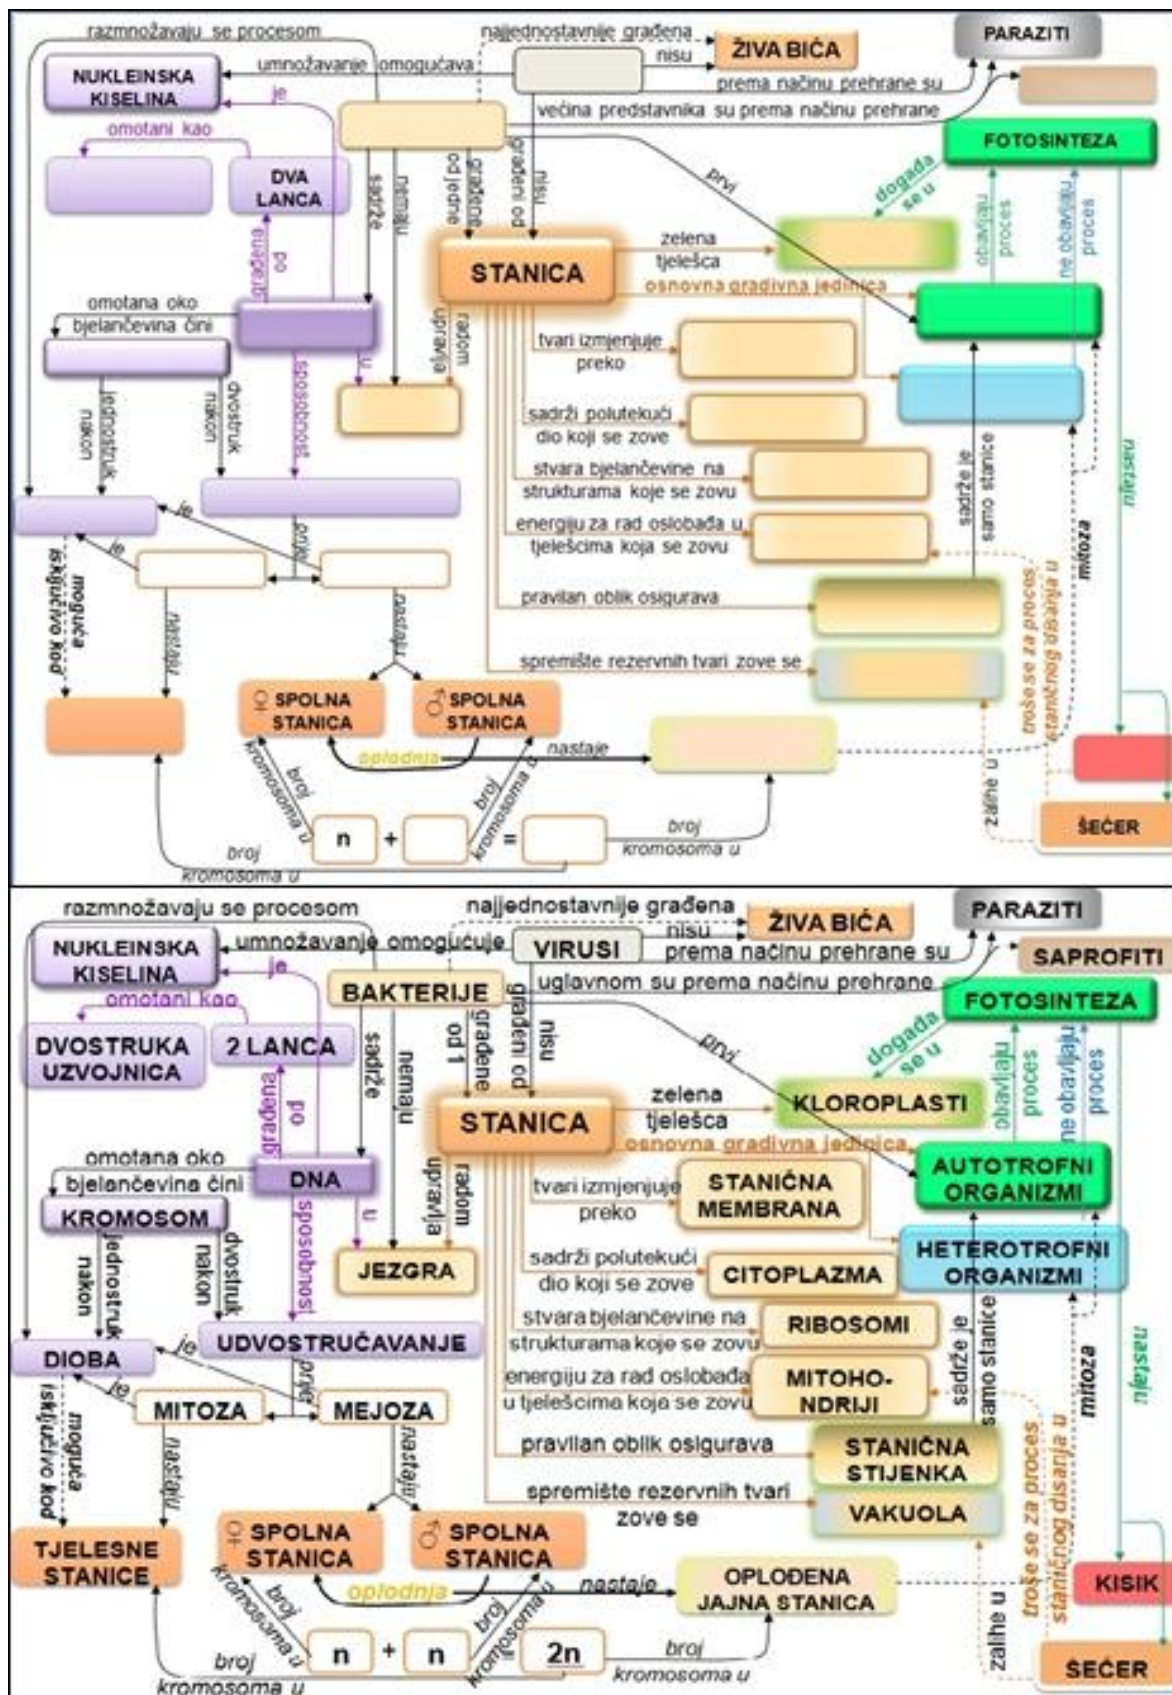 razmnožavaju se procesom
najjednostavnije građena
ŽIVA BIĆA
PARAZITI
nisu
NUKLEINSKA
KISELINA
umnožavanje omogućava
prema načinu prehrane su
je
većina predstavnika su prema načinu prehrane
omotani kao
FOTOSINTEZA
DVA
LANCA
sadrže
nemaju
građene
od jedne
građeni od
nisu
prvi
događa
se u
obavljaju
proces
ne obavljaju
proces
građena
po
STANICA
zelena
tjelešca
osnovna gradivna jedinica
omotana oko
bjelančevina čini
upravlja
radom
tvari izmjenjuje
preko
u
sposobnost
jednostruk
nakon
dvostruk
nakon
sadrži polutekući
dio koji se zove
stvara bjelančevine na
strukturama koje se zovu
sadrže je
samo stanice
nastaju
je
prije
energiju za rad oslobađa u
tjelešcima koja se zovu
mitoza
je
moguća
isključivo kod
nastaju
nastaju
pravilan oblik osigurava
troše se za proces
staničnog disanja u
spremište rezervnih tvari zove se
♀ SPOLNA
STANICA
♂ SPOLNA
STANICA
oplodnja
nastaje
zalihe u
broj
kromosoma u
broj
kromosoma u
n
+
=
broj
kromosoma u
ŠEĆER
broj
kromosoma u
razmnožavaju se procesom
najjednostavnije građena
ŽIVA BIĆA
PARAZITI
NUKLEINSKA
KISELINA
umnožavanje omogućuje
VIRUSI
nisu
prema načinu prehrane su
SAPROFITI
je
BAKTERIJE
uglavnom su prema načinu prehrane
omotani kao
FOTOSINTEZA
DVOSTRUKA
UZVOJNICA
2 LANCA
sadrže
nemaju
građene
od 1
građeni od
nisu
prvi
događa
se u
obavljaju
proces
ne obavljaju
proces
građena
po
STANICA
zelena
tjelešca
KLOROPLASTI
osnovna gradivna jedinica
omotana oko
bjelančevina čini
DNA
upravlja
radom
tvari izmjenjuje
preko
STANIČNA
MEMBRANA
AUTOTROFNI
ORGANIZMI
KROMOSOM
u
sposobnost
jednostruk
nakon
dvostruk
nakon
JEZGRA
sadrži polutekući
dio koji se zove
CITOPLAZMA
HETEROTROFNI
ORGANIZMI
DIOBA
UDVOSTRUČAVANJE
stvara bjelančevine na
strukturama koje se zovu
RIBOSOMI
sadrže je
samo stanice
nastaju
je
prije
je
MITOZA
MEJOZA
energiju za rad oslobađa
u tjelešcima koja se zovu
MITOHO-
NDRIJI
mitoza
moguća
isključivo kod
nastaju
nastaju
pravilan oblik osigurava
STANIČNA
STIJENKA
troše se za proces
staničnog disanja u
spremište rezervnih tvari
zove se
VAKUOLA
TJELESNE
STANICE
♀ SPOLNA
STANICA
♂ SPOLNA
STANICA
oplodnja
nastaje
OPLOĐENA
JAJNA STANICA
KISIK
zalihe u
broj
kromosoma u
broj
kromosoma u
n
+
n
=
2n
broj
kromosoma u
ŠEĆER
broj
kromosoma u